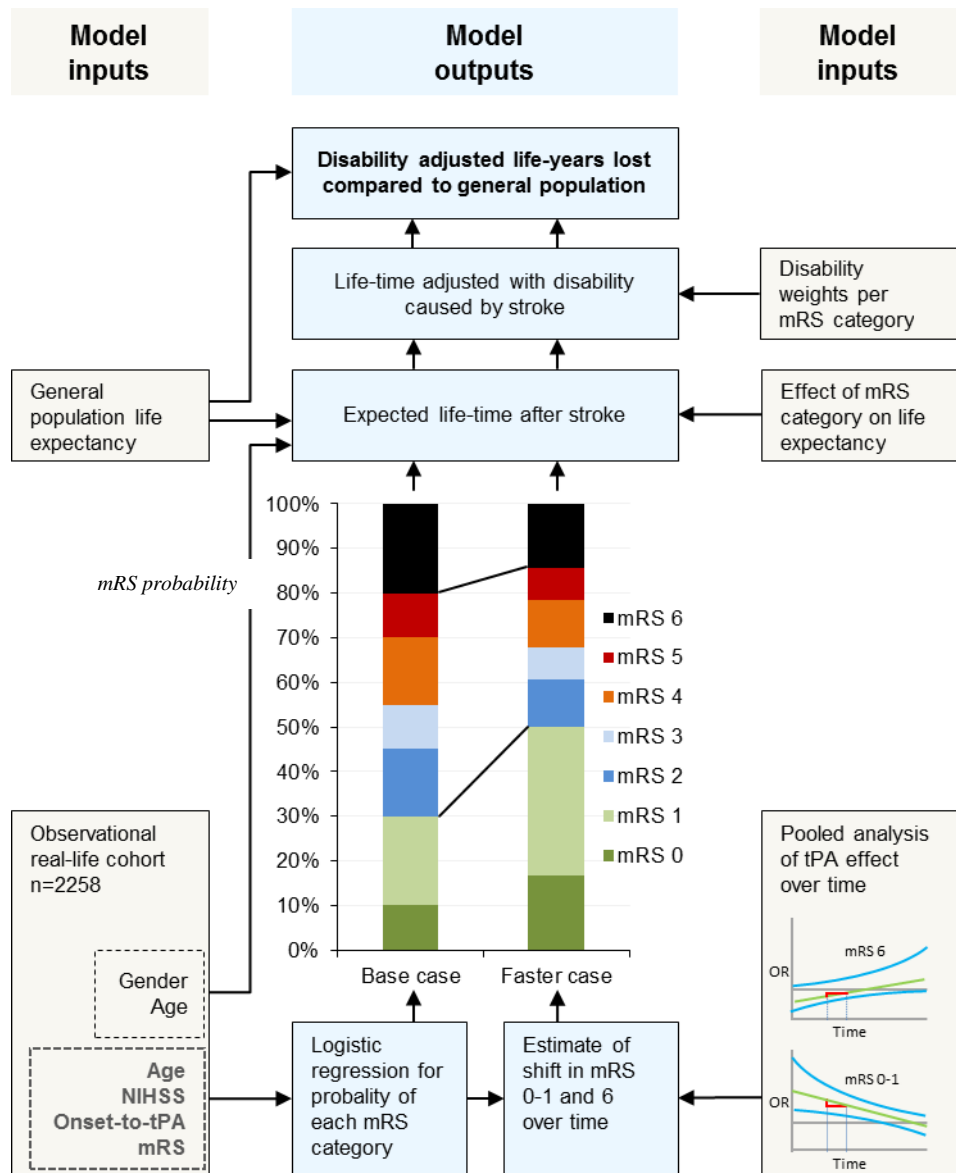 Model
inputs
Model
outputs
Model
inputs
Disability adjusted life-years lost
compared to general population
Life-time adjusted with disability
caused by stroke
Disability
weights per
mRS category
General
population life
expectancy
Expected life-time after stroke
Effect of mRS
category on life
expectancy
mRS probability
100%
90%
80%
70%
60%
50%
40%
30%
20%
10%
0%
Base case
Faster case
mRS 6
mRS 5
mRS 4
mRS 3
mRS 2
mRS 1
mRS 0
Observational
real-life cohort
n=2258
Gender
Age
Age
NIHSS
Onset-to-tPA
mRS
Logistic
regression for
probality of
each mRS
category
Estimate of
shift in mRS
0-1 and 6
over time
Pooled analysis
of tPA effect
over time
mRS 6
OR
Time
mRS 0-1
OR
Time